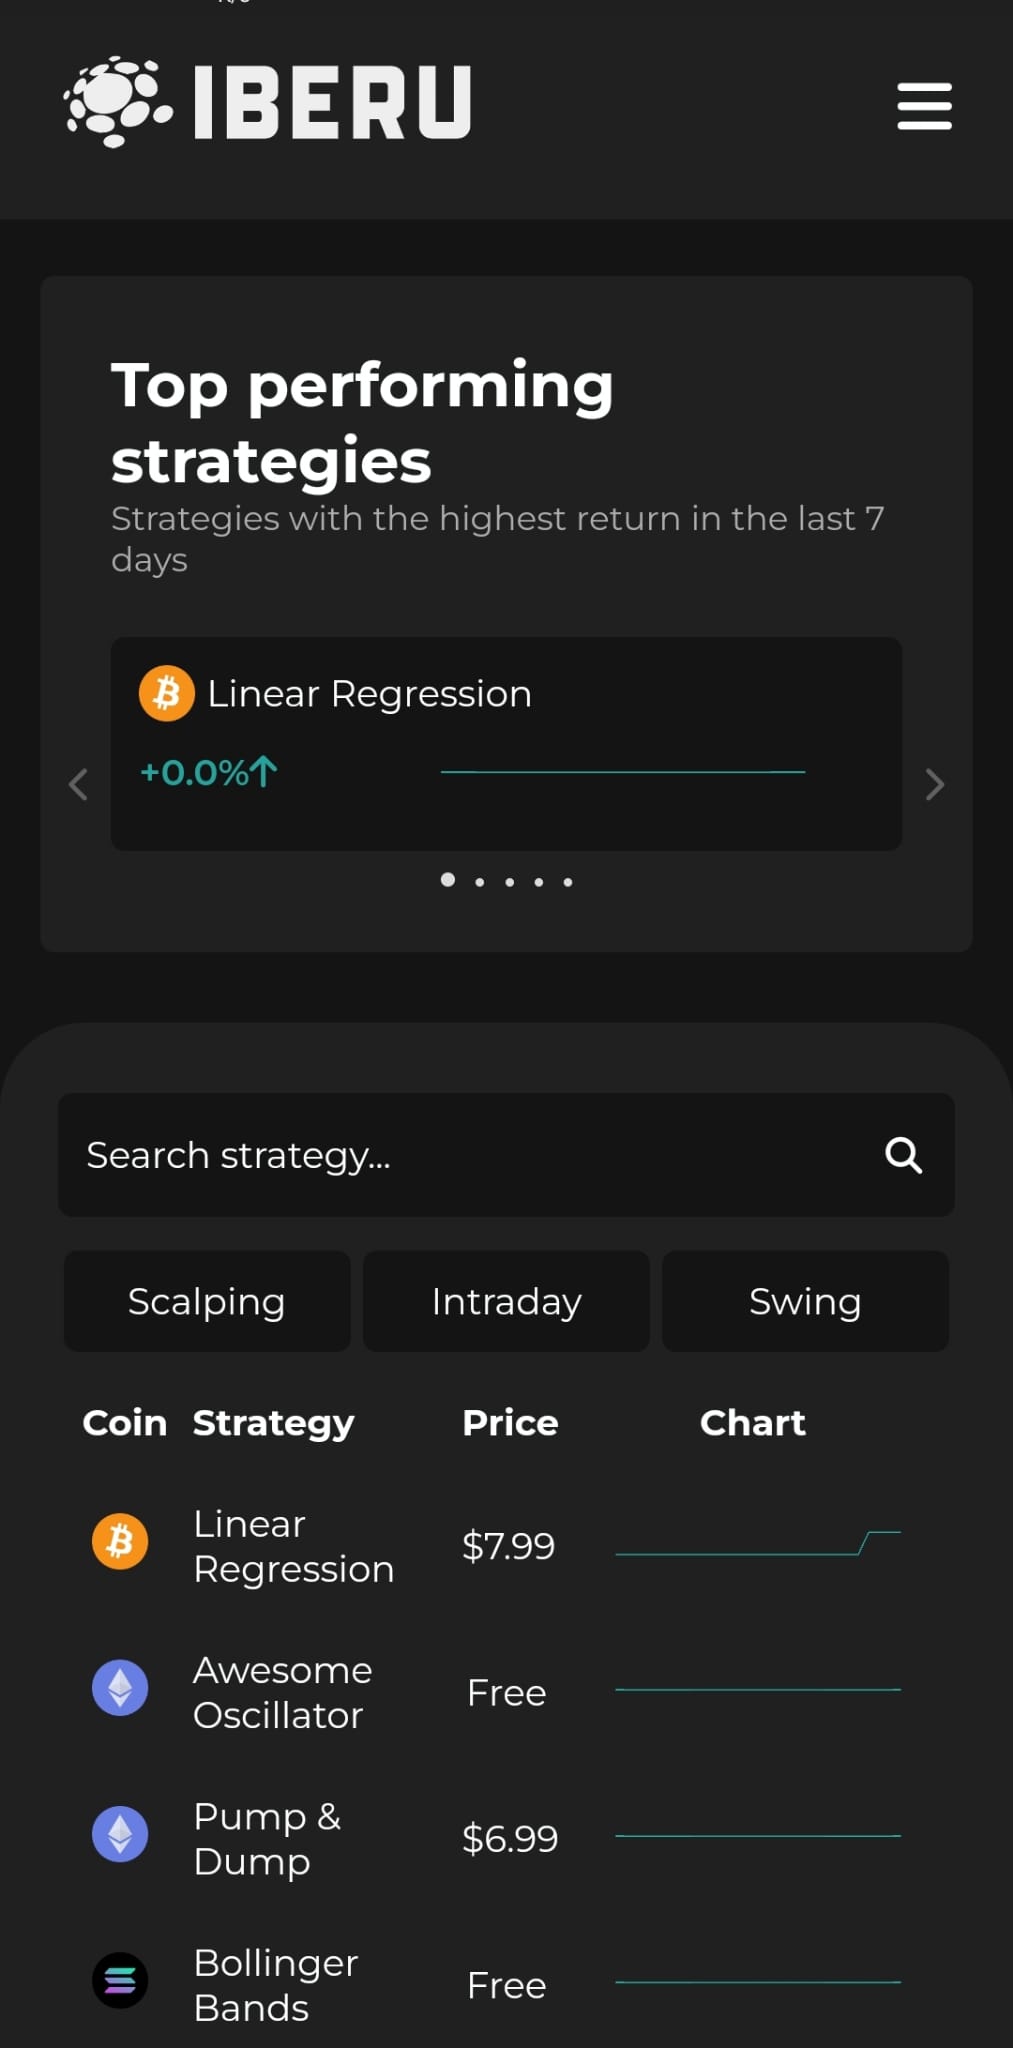 IBERU
Top performing
strategies
Strategies with the highest return in the last 7
days
Linear Regression
+0.0%↑
Search strategy...
Scalping Intraday Swing
Coin Strategy Price Chart
Linear
Regression
$7.99
Awesome
Oscillator
Free
Pump &
Dump
$6.99
Bollinger
Bands
Free